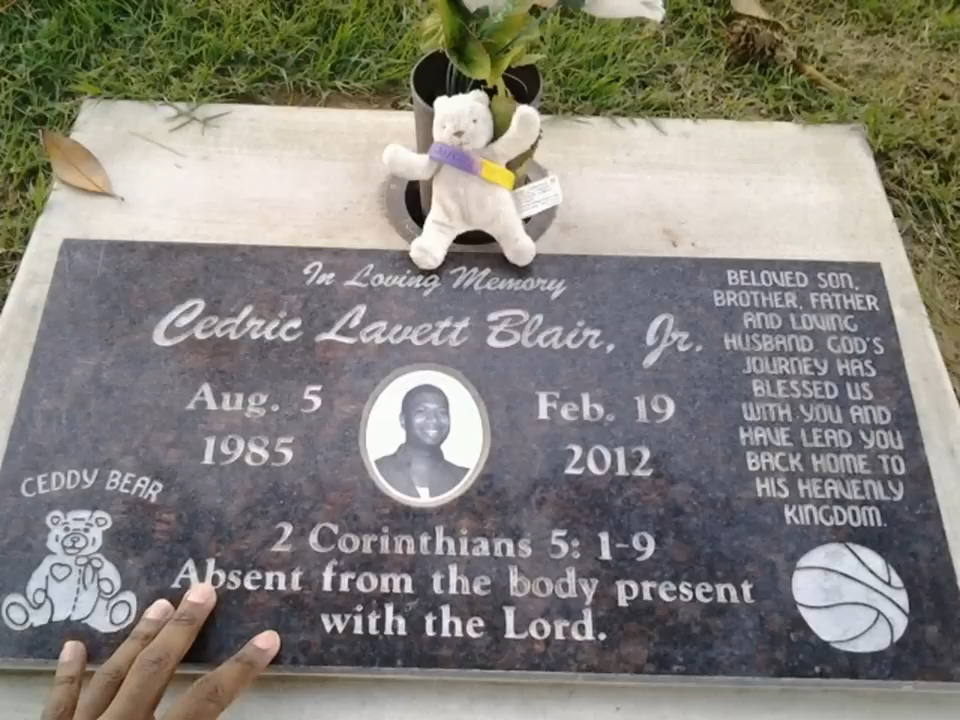 In Loving Memory
Cedric Lavett Blair, Jr.
Aug. 5
1985
Feb. 19
2012
BELOVED SON,
BROTHER, FATHER
AND LOVING
HUSBAND GOD'S
JOURNEY HAS
BLESSED US
WITH YOU AND
HAVE LEAD YOU
BACK HOME TO
HIS HEAVENLY
KINGDOM.
CEDDY BEAR
2 Corinthians 5: 1-9
Absent from the body present
with the Lord.